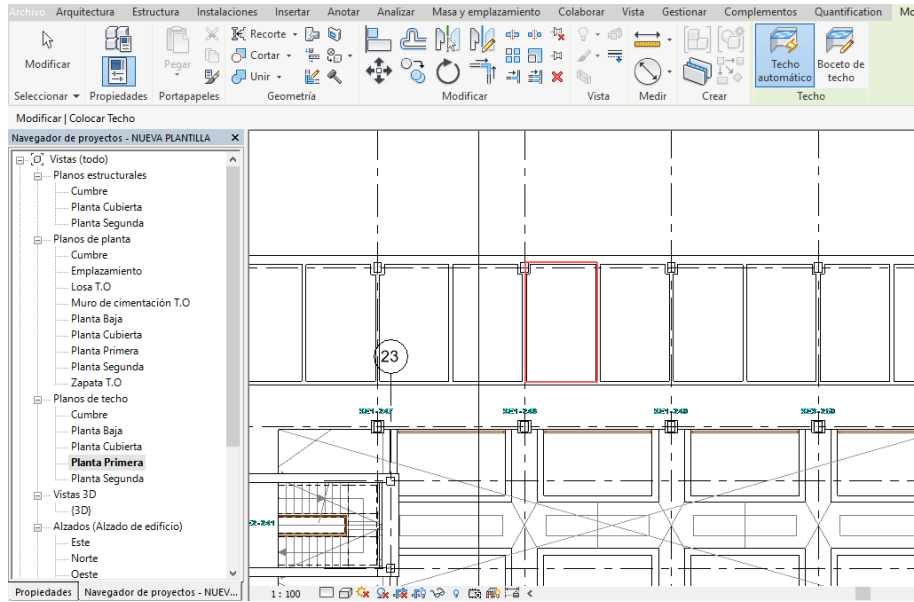 Archivo Arquitectura Estructura Instalaciones Insertar Anotar Analizar Masa y emplazamiento Colaborar Vista Gestionar Complementos Quantification Mo
Modificar
Pegar
Recorte
Cortar
Unir
Techo automático
Boceto de techo
Seleccionar Propiedades Portapapeles Geometría Modificar Vista Medir Crear Techo
Modificar | Colocar Techo
Navegador de proyectos - NUEVA PLANTILLA
Vistas (todo)
Planos estructurales
Cumbre
Planta Cubierta
Planta Segunda
Planos de planta
Cumbre
Emplazamiento
Losa T.O
Muro de cimentación T.O
Planta Baja
Planta Cubierta
Planta Primera
Planta Segunda
Zapata T.O
Planos de techo
Cumbre
Planta Baja
Planta Cubierta
Planta Primera
Planta Segunda
Vistas 3D
{3D}
Alzados (Alzado de edificio)
Este
Norte
Oeste
Propiedades Navegador de proyectos - NUEV...
23
1 : 100